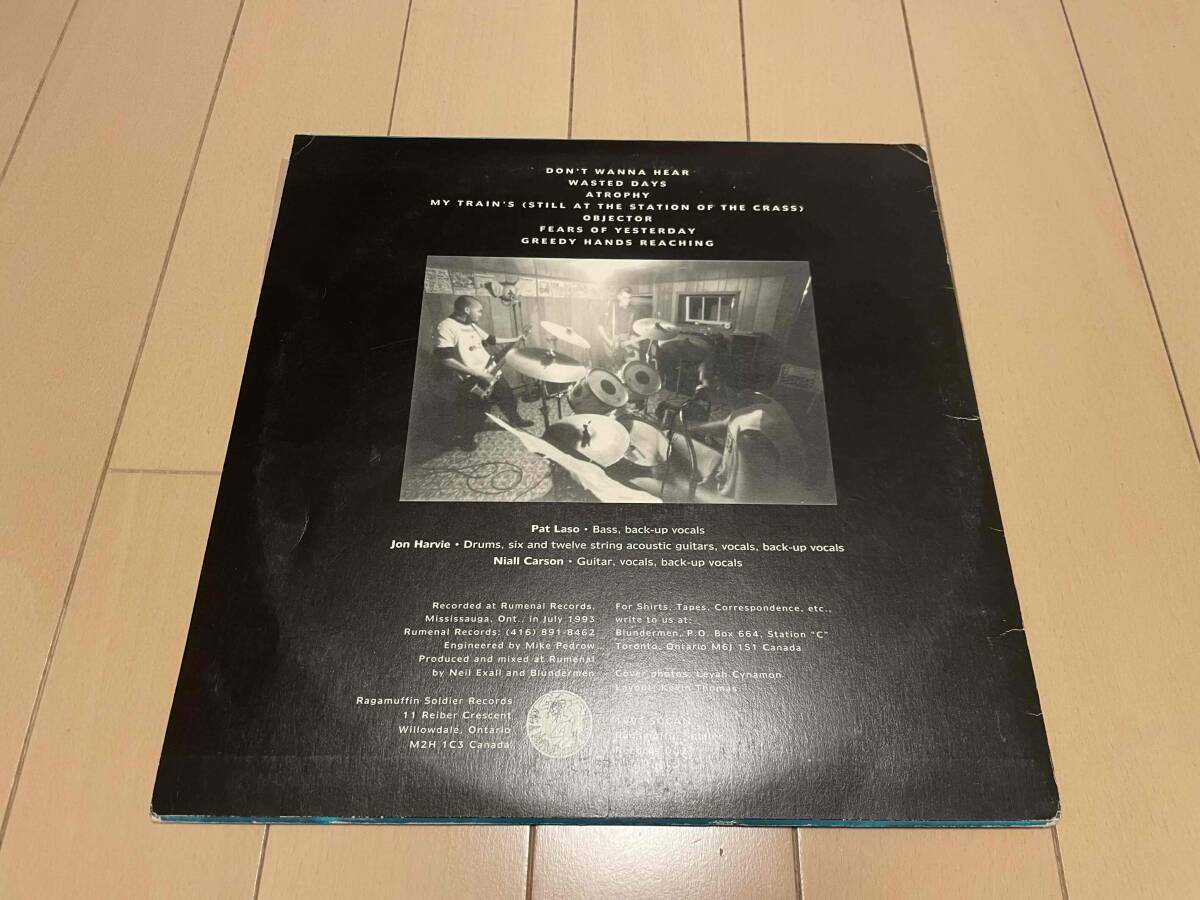 DON'T WANNA HEAR
WASTED DAYS
ATROPHY
MY TRAIN'S (STILL AT THE STATION OF THE CRASS)
OBJECTOR
FEARS OF YESTERDAY
GREEDY HANDS REACHING
Pat Laso • Bass, back-up vocals
Jon Harvie • Drums, six and twelve string acoustic guitars, vocals, back-up vocals
Niall Carson • Guitar, vocals, back-up vocals
Recorded at Rumenal Records,
Mississauga, Ont., in July 1993
Rumenal Records: (416) 891-8462
Engineered by Mike Pedrow
Produced and mixed at Rumenal
by Neil Exall and Blundermen
Ragamuffin Soldier Records
11 Reiber Crescent
Willowdale, Ontario
M2H 1C3 Canada
For Shirts, Tapes, Correspondence, etc.,
write to us at:
Blundermen, P.O. Box 664, Station "C"
Toronto, Ontario M6J 1S1 Canada
Cover photos: Leyah Cynamon
Layout: Kevin Thomas
SOCAN